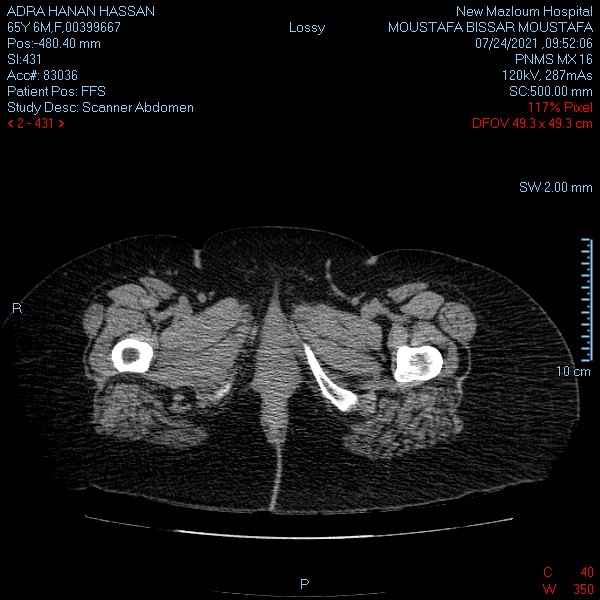 ADRA HANAN HASSAN
65Y 6M,F,00399667
Pos:-480.40 mm
SI:431
Acc#: 83036
Patient Pos: FFS
Study Desc: Scanner Abdomen
< 2 - 431 >
Lossy
New Mazloum Hospital
MOUSTAFA BISSAR MOUSTAFA
07/24/2021 ,09:52:06
PNMS MX 16
120kV, 287mAs
SC:500.00 mm
117% Pixel
DFOV 49.3 x 49.3 cm
SW 2.00 mm
R
10 cm
P
C 40
W 350